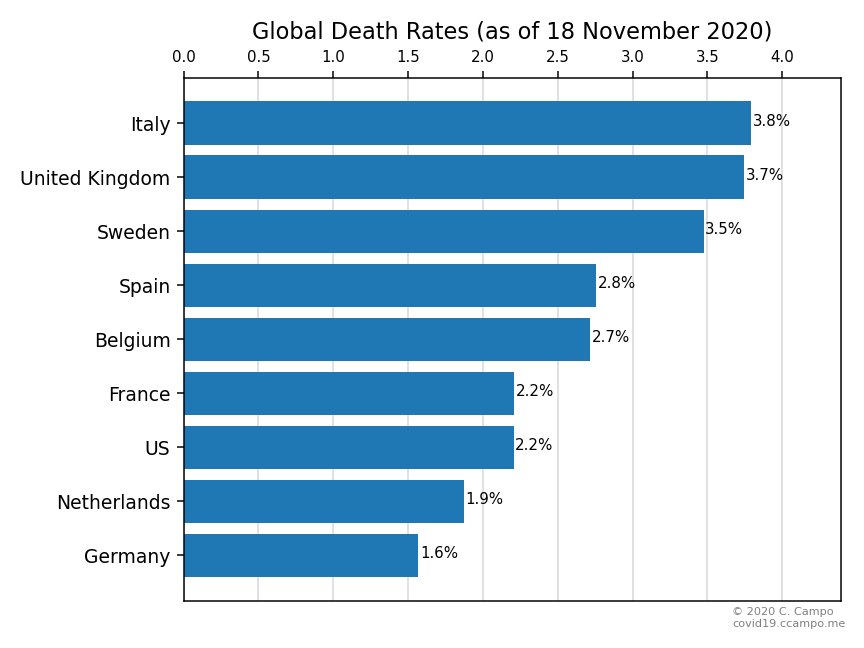 Global Death Rates (as of 18 November 2020)
0.0 0.5 1.0 1.5 2.0 2.5 3.0 3.5 4.0
Italy 3.8%
United Kingdom 3.7%
Sweden 3.5%
Spain 2.8%
Belgium 2.7%
France 2.2%
US 2.2%
Netherlands 1.9%
Germany 1.6%
© 2020 C. Campo
covid19.ccampo.me